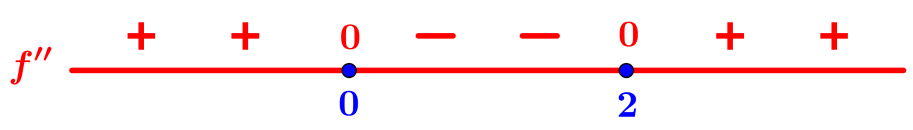 + + 0 − − 0 + +
f″
0 2